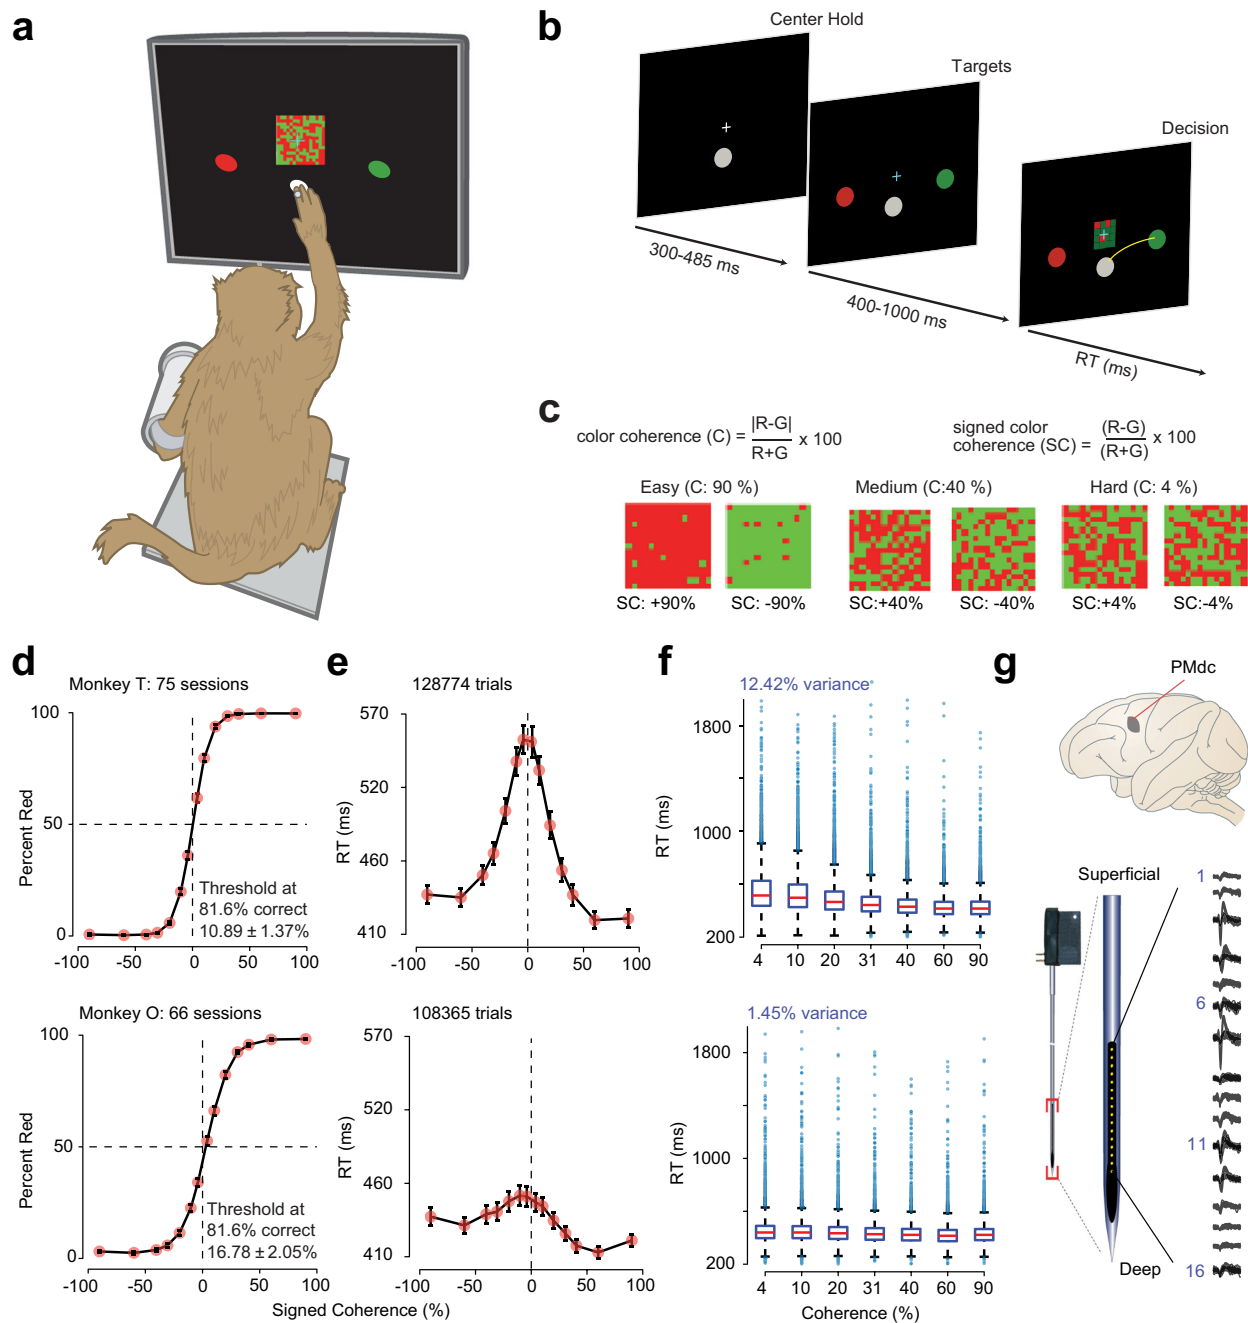 a
b
Center Hold
Targets
Decision
300-485 ms
400-1000 ms
RT (ms)
c
color coherence (C) = |R-G| / R+G x 100
signed color
coherence (SC) = (R-G) / (R+G) x 100
Easy (C: 90 %)
Medium (C:40 %)
Hard (C: 4 %)
SC: +90%
SC: -90%
SC:+40%
SC: -40%
SC:+4%
SC:-4%
d
Monkey T: 75 sessions
100
50
0
Percent Red
Threshold at
81.6% correct
10.89 ± 1.37%
-100
-50
0
50
100
Monkey O: 66 sessions
100
50
0
Percent Red
Threshold at
81.6% correct
16.78 ± 2.05%
-100
-50
0
50
100
e
128774 trials
570
520
460
410
RT (ms)
-100
-50
0
50
100
108365 trials
570
520
460
410
RT (ms)
-100
-50
0
50
100
Signed Coherence (%)
f
12.42% variance
1800
1000
200
RT (ms)
4
10
20
31
40
60
90
1.45% variance
1800
1000
200
RT (ms)
4
10
20
31
40
60
90
Coherence (%)
g
PMdc
Superficial
Deep
1
6
11
16